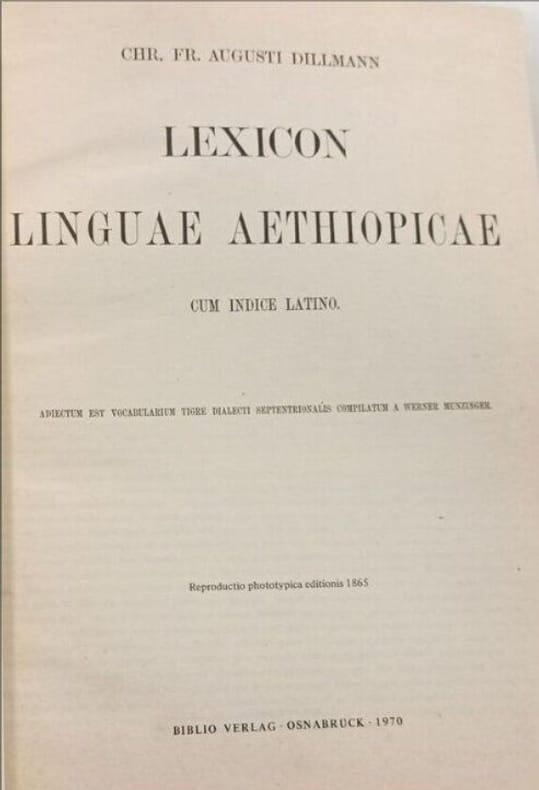 CHR. FR. AUGUSTI DILLMANN
LEXICON
LINGUAE AETHIOPICAE
CUM INDICE LATINO.
ADIECTUM EST VOCABULARIUM TIGRE DIALECTI SEPTENTRIONALIS COMPILATUM A WERNER MUNZINGER.
Reproductio phototypica editionis 1865
BIBLIO VERLAG · OSNABRÜCK · 1970